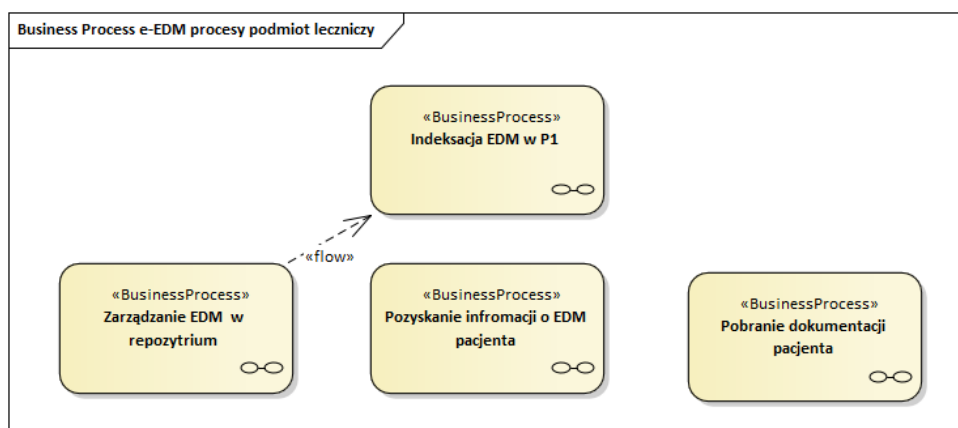 Business Process e-EDM procesy podmiot leczniczy
«BusinessProcess»
Indeksacja EDM w P1
«flow»
«BusinessProcess»
Zarządzanie EDM w
repozytrium
«BusinessProcess»
Pozyskanie infromacji o EDM
pacjenta
«BusinessProcess»
Pobranie dokumentacji
pacjenta